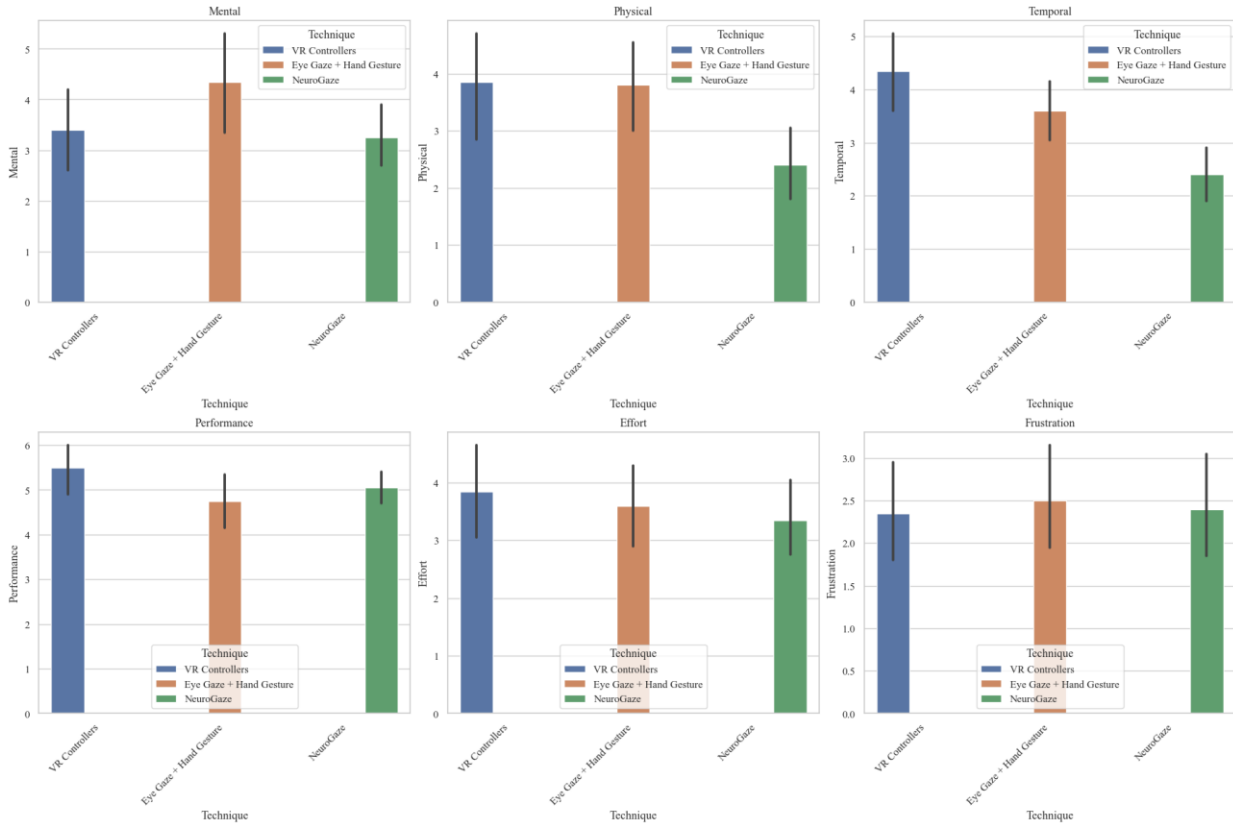 Mental
Technique
VR Controllers
Eye Gaze + Hand Gesture
NeuroGaze
5
4
3
2
1
0
Mental
VR Controllers
Eye Gaze + Hand Gesture
NeuroGaze
Technique
Physical
Technique
VR Controllers
Eye Gaze + Hand Gesture
NeuroGaze
4
3
2
1
0
Physical
VR Controllers
Eye Gaze + Hand Gesture
NeuroGaze
Technique
Temporal
Technique
VR Controllers
Eye Gaze + Hand Gesture
NeuroGaze
5
4
3
2
1
0
Temporal
VR Controllers
Eye Gaze + Hand Gesture
NeuroGaze
Technique
Performance
6
5
4
3
2
1
0
Performance
Technique
VR Controllers
Eye Gaze + Hand Gesture
NeuroGaze
VR Controllers
Eye Gaze + Hand Gesture
NeuroGaze
Technique
Effort
4
3
2
1
0
Effort
Technique
VR Controllers
Eye Gaze + Hand Gesture
NeuroGaze
VR Controllers
Eye Gaze + Hand Gesture
NeuroGaze
Technique
Frustration
3.0
2.5
2.0
1.5
1.0
0.5
0.0
Frustration
Technique
VR Controllers
Eye Gaze + Hand Gesture
NeuroGaze
VR Controllers
Eye Gaze + Hand Gesture
NeuroGaze
Technique